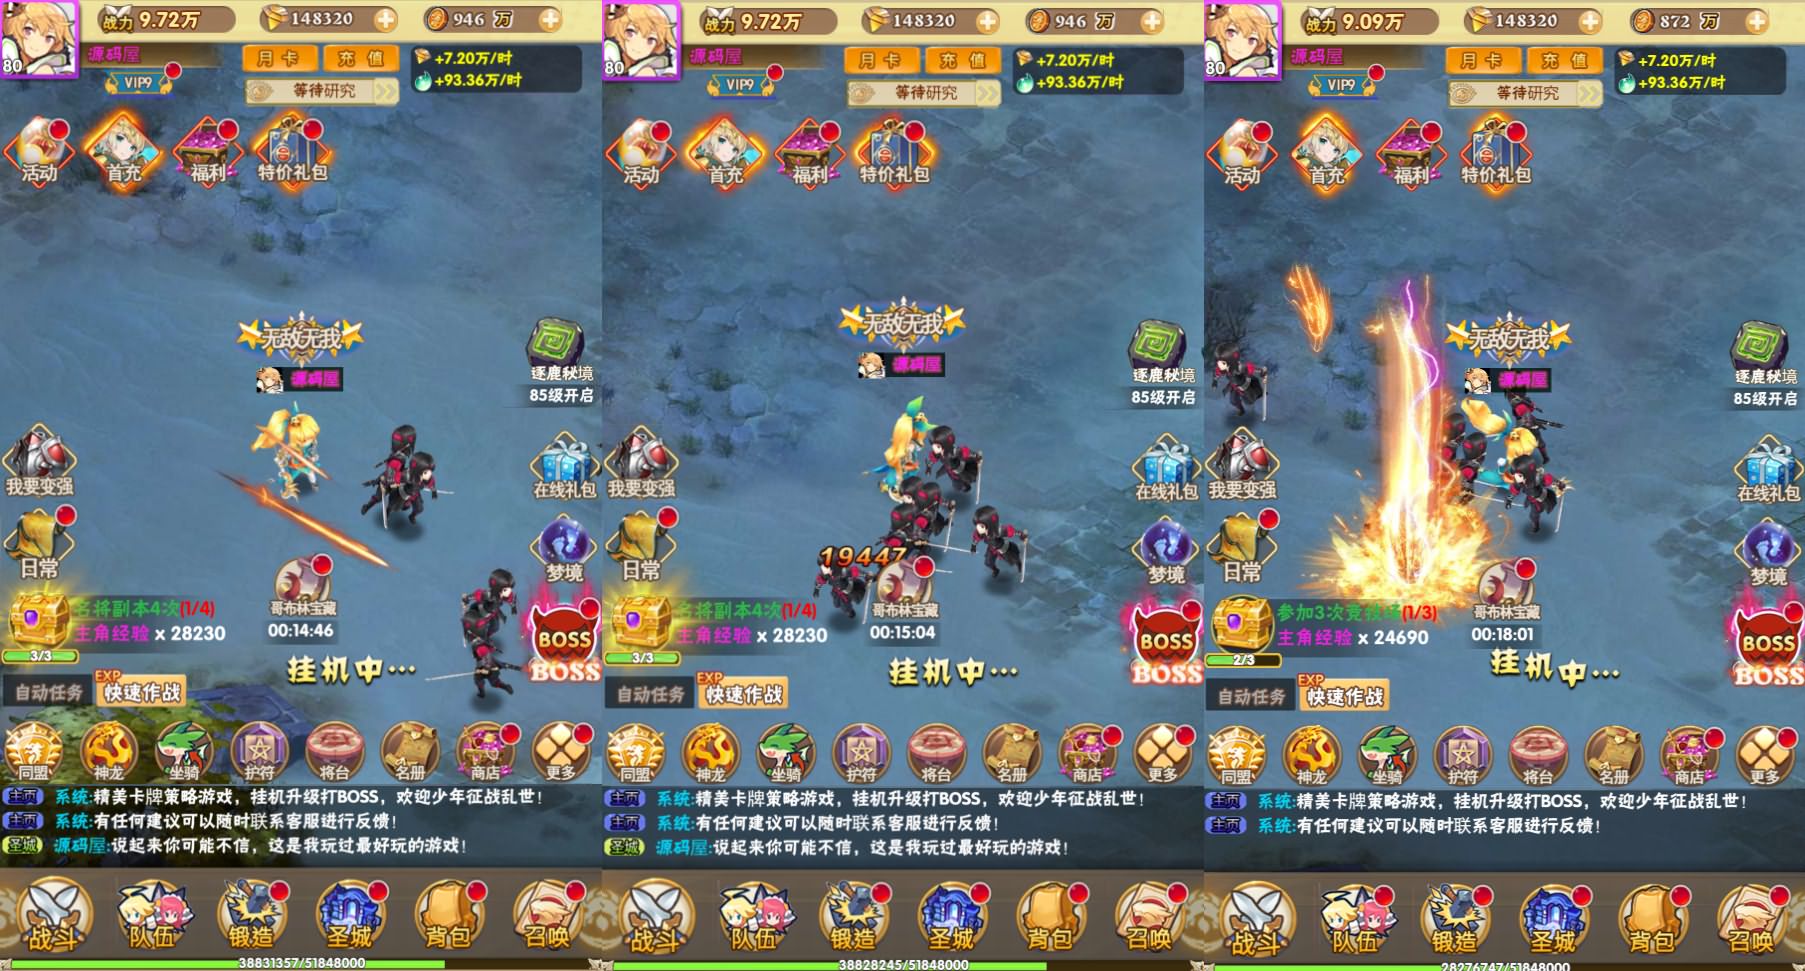 战力 9.72万
148320
946 万
80
源码屋
VIP9
月卡
充值
等待研究
+7.20万/时
+93.36万/时
活动
首充
福利
特价礼包
无敌无我
源码屋
逐鹿秘境
85级开启
我要变强
在线礼包
日常
梦境
哥布林宝藏
00:14:46
名将副本4次(1/4)
主角经验 x 28230
3/3
BOSS
BOSS
挂机中...
自动任务
EXP
快速作战
同盟
神龙
坐骑
护符
将台
名册
商店
更多
主页 系统:精美卡牌策略游戏，挂机升级打BOSS，欢迎少年征战乱世！
主页 系统:有任何建议可以随时联系客服进行反馈！
圣城 源码屋:说起来你可能不信，这是我玩过最好玩的游戏！
战斗
队伍
锻造
圣城
背包
召唤
38831357/51848000
战力 9.72万
148320
946 万
80
源码屋
VIP9
月卡
充值
等待研究
+7.20万/时
+93.36万/时
活动
首充
福利
特价礼包
无敌无我
源码屋
逐鹿秘境
85级开启
我要变强
在线礼包
日常
梦境
19447
哥布林宝藏
00:15:04
名将副本4次(1/4)
主角经验 x 28230
3/3
BOSS
BOSS
挂机中...
自动任务
EXP
快速作战
同盟
神龙
坐骑
护符
将台
名册
商店
更多
主页 系统:精美卡牌策略游戏，挂机升级打BOSS，欢迎少年征战乱世！
主页 系统:有任何建议可以随时联系客服进行反馈！
圣城 源码屋:说起来你可能不信，这是我玩过最好玩的游戏！
战斗
队伍
锻造
圣城
背包
召唤
38828245/51848000
战力 9.09万
148320
872 万
80
源码屋
VIP9
月卡
充值
等待研究
+7.20万/时
+93.36万/时
活动
首充
福利
特价礼包
无敌无我
源码屋
逐鹿秘境
85级开启
我要变强
在线礼包
日常
梦境
哥布林宝藏
00:18:01
参加3次竞技场(1/3)
主角经验 x 24690
2/3
BOSS
BOSS
挂机中...
自动任务
EXP
快速作战
同盟
神龙
坐骑
护符
将台
名册
商店
更多
主页 系统:精美卡牌策略游戏，挂机升级打BOSS，欢迎少年征战乱世！
主页 系统:有任何建议可以随时联系客服进行反馈！
战斗
队伍
锻造
圣城
背包
召唤
28276747/51848000